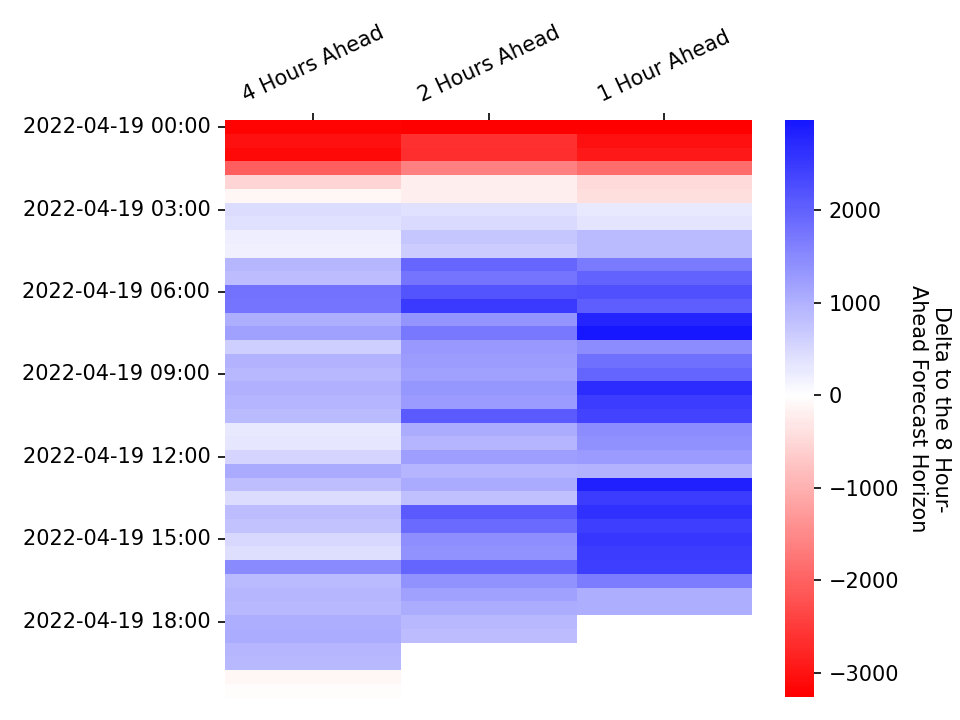 4 Hours Ahead
2 Hours Ahead
1 Hour Ahead
2022-04-19 00:00
2022-04-19 03:00
2022-04-19 06:00
2022-04-19 09:00
2022-04-19 12:00
2022-04-19 15:00
2022-04-19 18:00
2000
1000
0
−1000
−2000
−3000
Delta to the 8 Hour-
Ahead Forecast Horizon